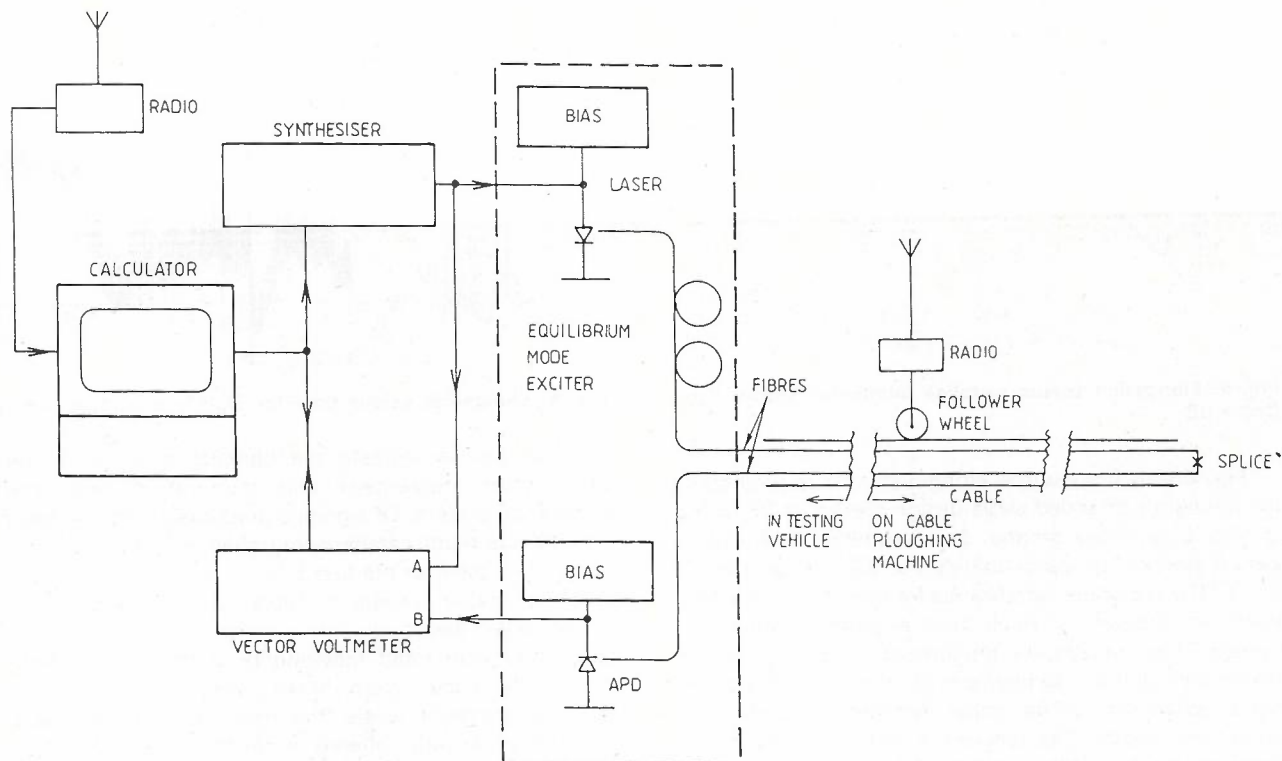 RADIO
SYNTHESISER
BIAS
LASER
CALCULATOR
EQUILIBRIUM
MODE
EXCITER
RADIO
FIBRES
FOLLOWER
WHEEL
SPLICE
CABLE
IN TESTING
VEHICLE
ON CABLE
PLOUGHING
MACHINE
A
B
BIAS
VECTOR VOLTMETER
APD